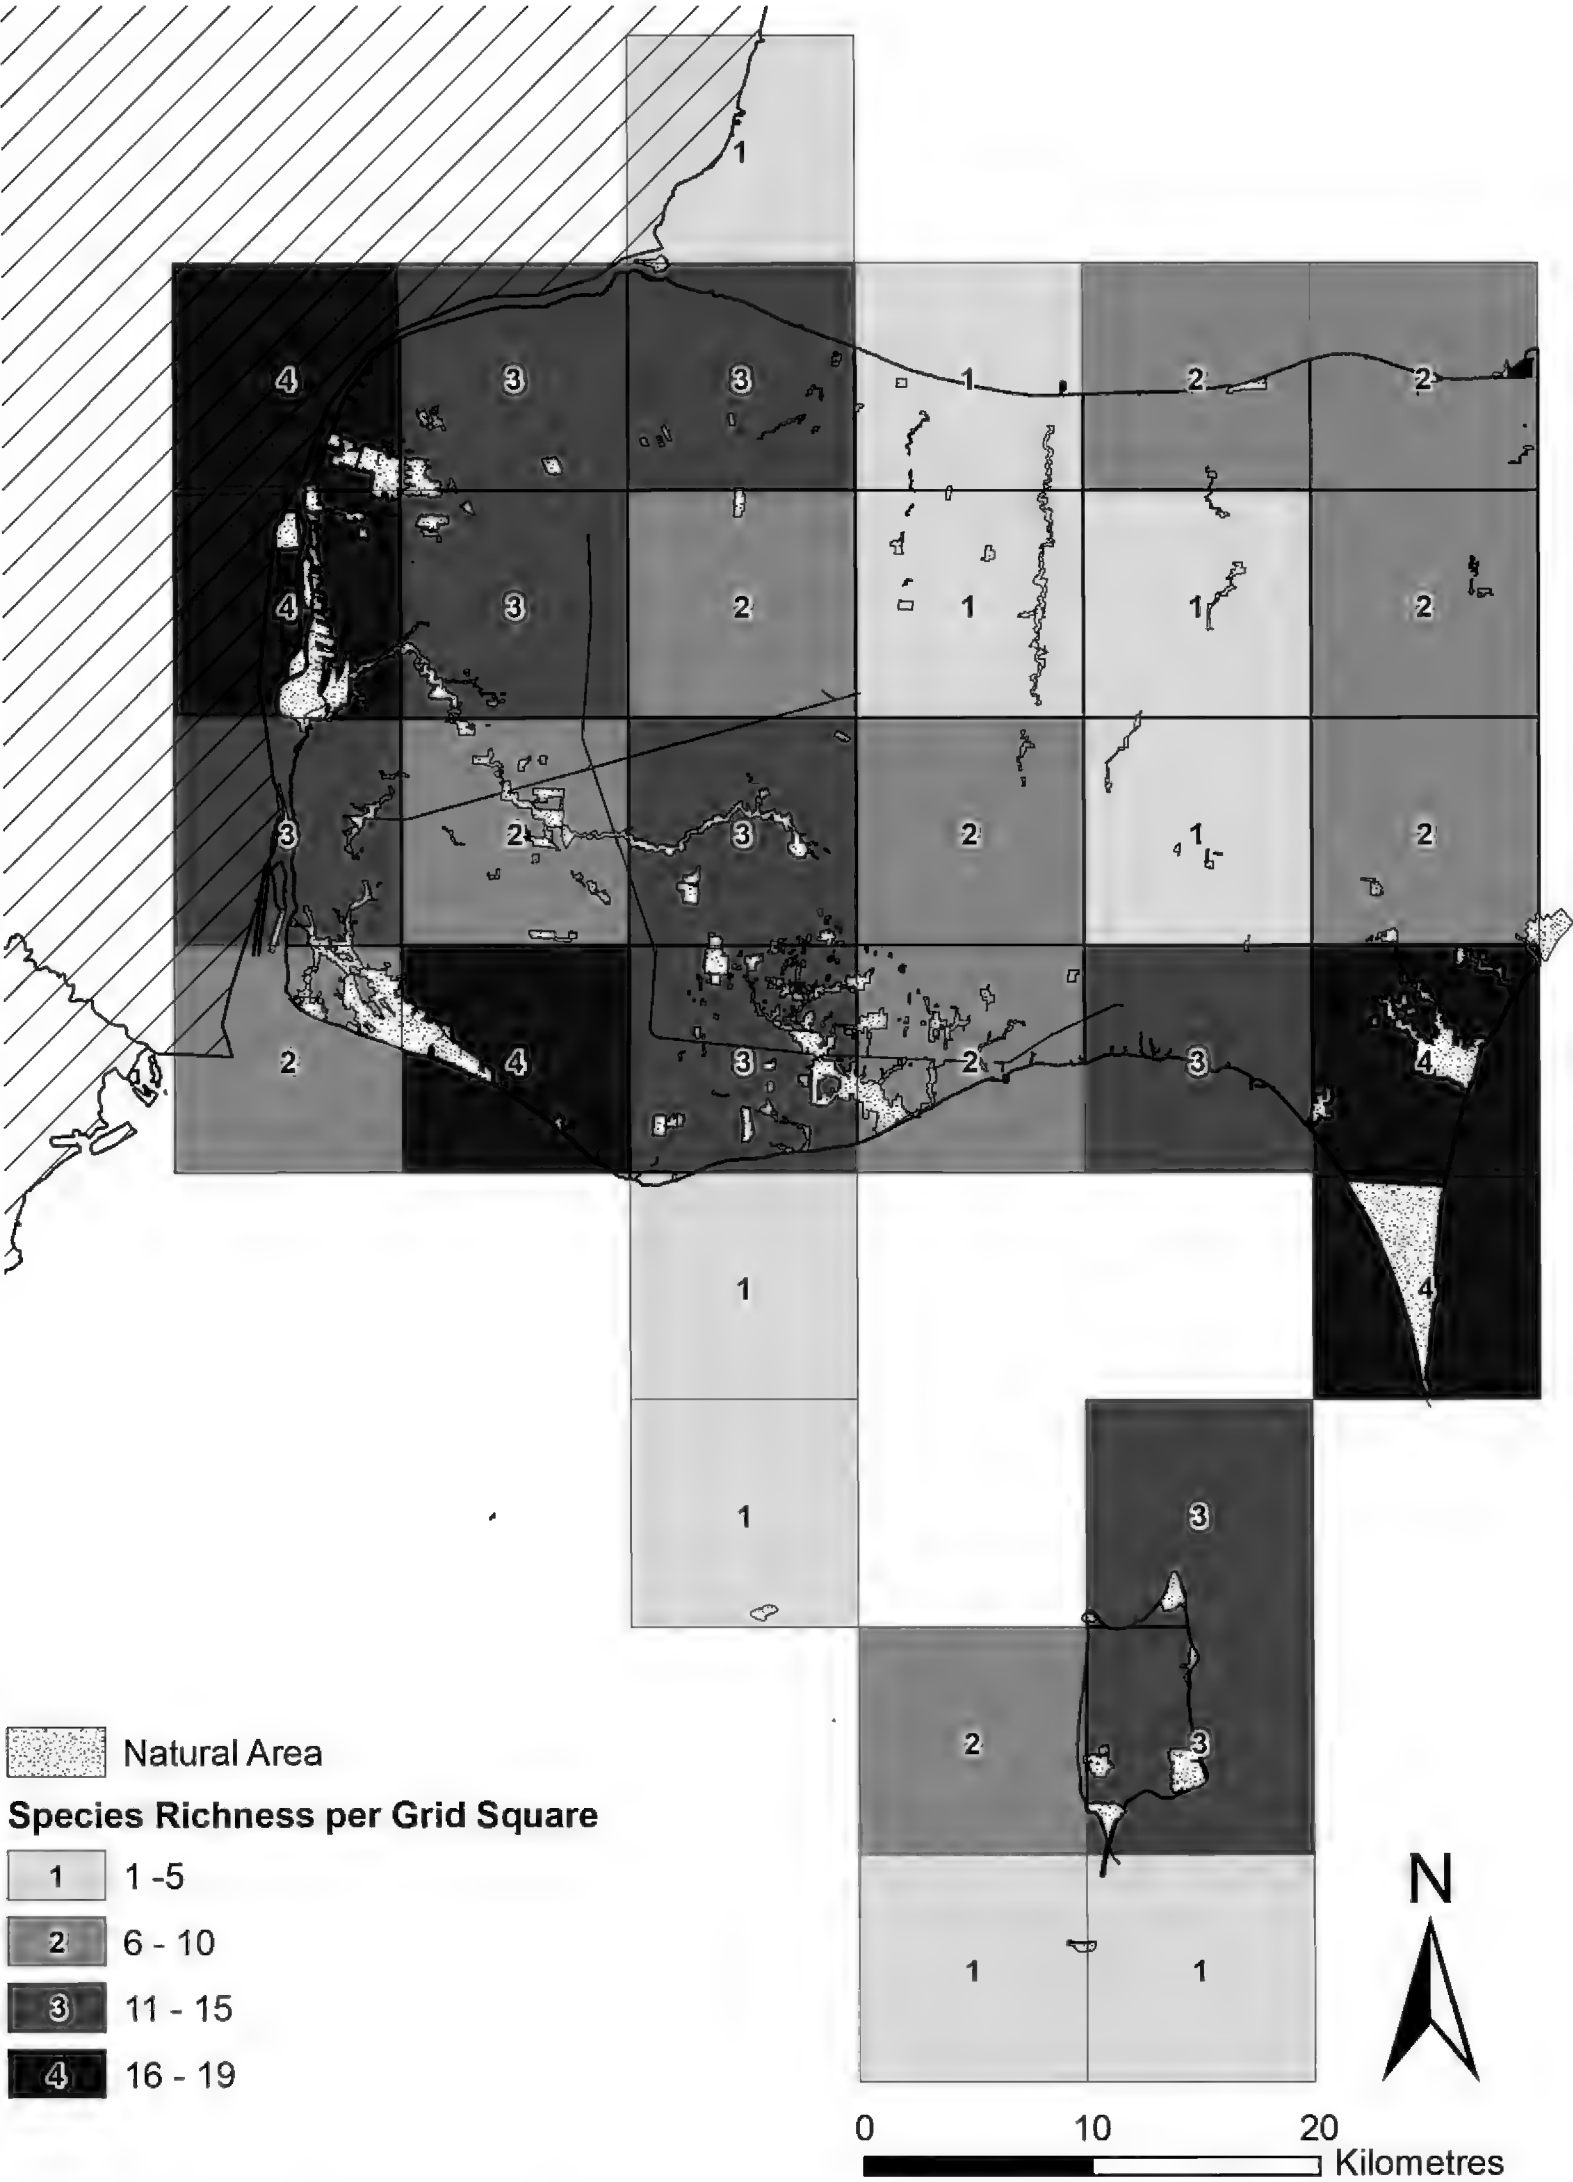 1
4 3 3 1 2 2
4 3 2 1 1 2
3 2 3 2 1 2
2 4 3 2 3 4
1 4
1 3
2 3
Natural Area
Species Richness per Grid Square
1 1 -5
2 6 - 10
3 11 - 15
4 16 - 19
1 1
N
0 10 20
Kilometres